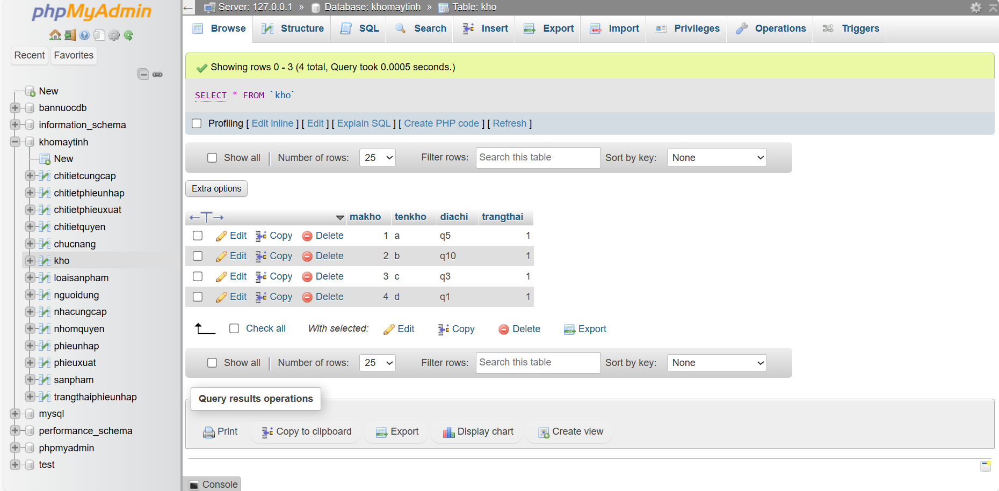 phpMyAdmin
Recent Favorites
New
bannuocdb
information_schema
khomaytinh
New
chitietcungcap
chitietphieunhap
chitietphieuxuat
chitietquyen
chucnang
kho
loaisanpham
nguoidung
nhacungcap
nhomquyen
phieunhap
phieuxuat
sanpham
trangthaiphieunhap
mysql
performance_schema
phpmyadmin
test
Server: 127.0.0.1 » Database: khomaytinh » Table: kho
Browse Structure SQL Search Insert Export Import Privileges Operations Triggers
Showing rows 0 - 3 (4 total, Query took 0.0005 seconds.)
SELECT * FROM `kho`
Profiling [ Edit inline ] [ Edit ] [ Explain SQL ] [ Create PHP code ] [ Refresh ]
Show all | Number of rows: 25 Filter rows: Search this table Sort by key: None
Extra options
←T→ makho tenkho diachi trangthai
Edit Copy Delete 1 a q5 1
Edit Copy Delete 2 b q10 1
Edit Copy Delete 3 c q3 1
Edit Copy Delete 4 d q1 1
Check all With selected: Edit Copy Delete Export
Show all | Number of rows: 25 Filter rows: Search this table Sort by key: None
Query results operations
Print Copy to clipboard Export Display chart Create view
Console